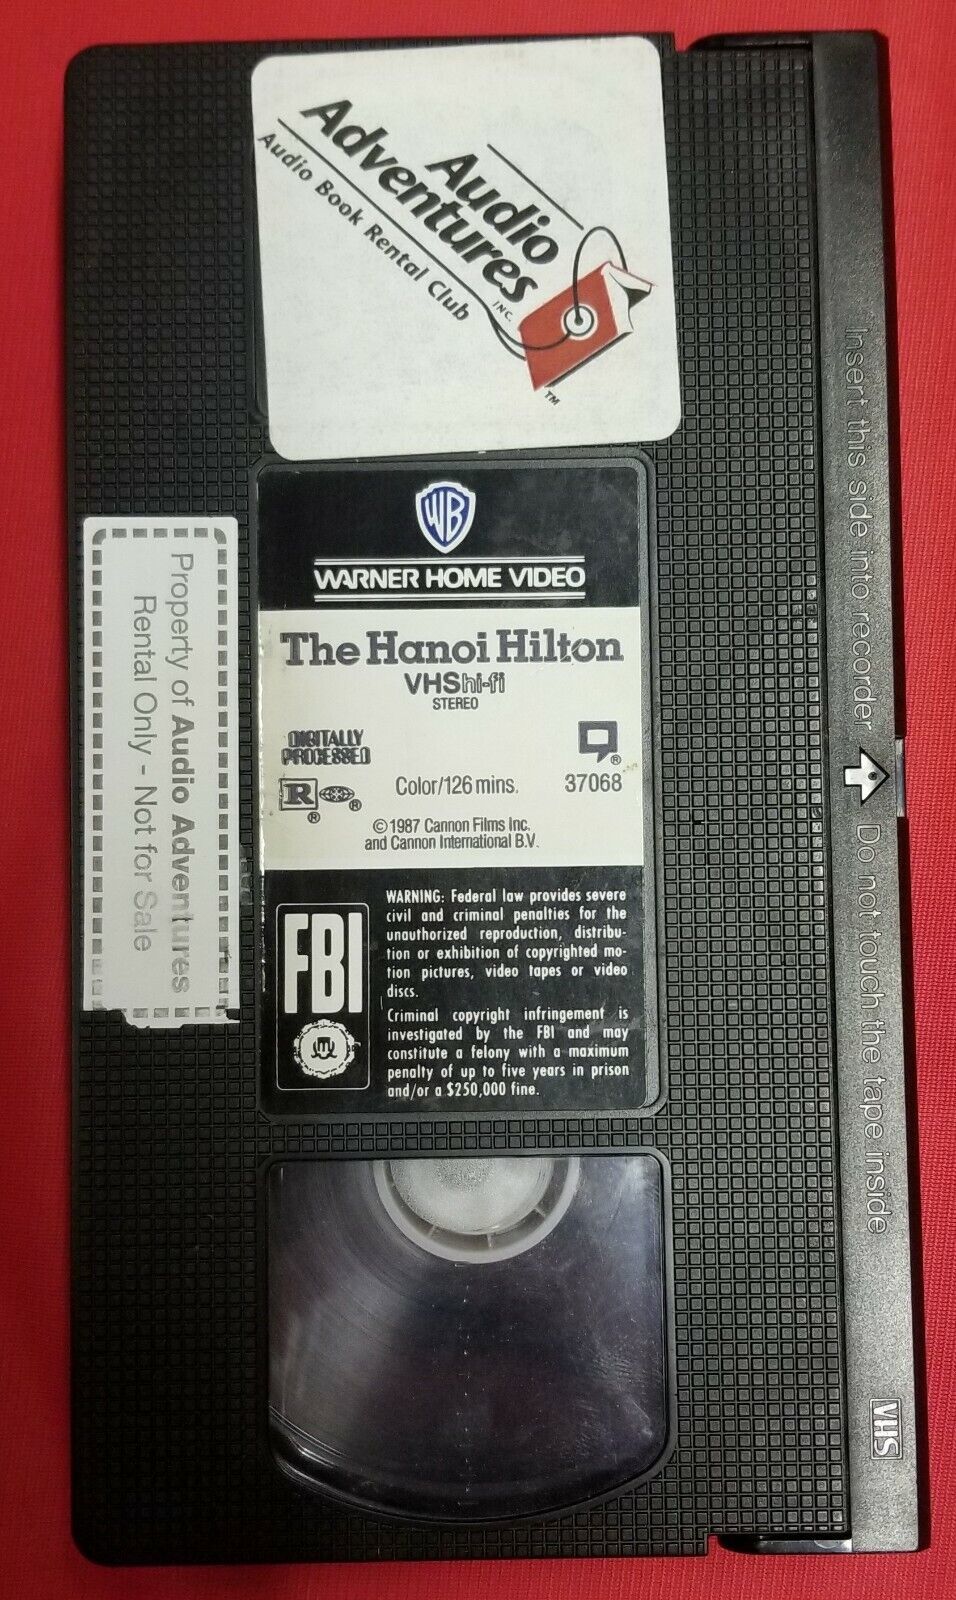 Audio
Adventures
INC.
Audio Book Rental Club
TM
WB
WARNER HOME VIDEO
The Hanoi Hilton
VHS hi-fi
STEREO
DIGITALLY
PROCESSED
®
R
®
®
Color/126 mins.
37068
©1987 Cannon Films Inc.
and Cannon International B.V.
FBI
WARNING: Federal law provides severe
civil and criminal penalties for the
unauthorized reproduction, distribu-
tion or exhibition of copyrighted mo-
tion pictures, video tapes or video
discs.
Criminal copyright infringement is
investigated by the FBI and may
constitute a felony with a maximum
penalty of up to five years in prison
and/or a $250,000 fine.
Property of Audio Adventures
Rental Only - Not for Sale
Insert this side into recorder
Do not touch the tape inside
VHS